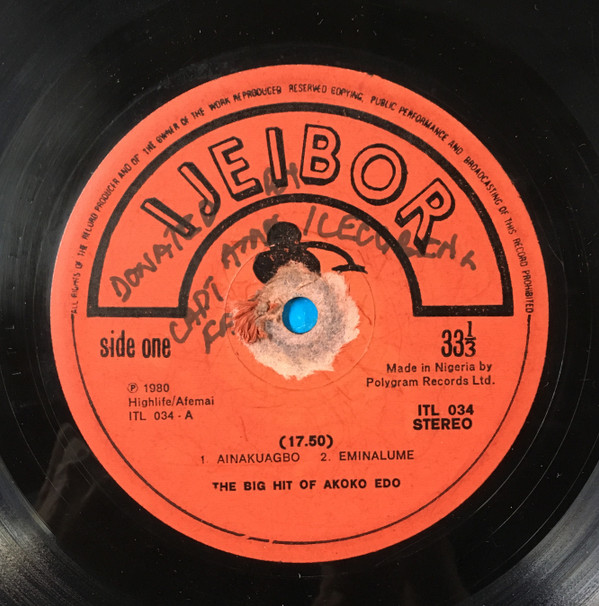 ALL RIGHTS OF THE RECORD PRODUCER AND OF THE OWNER OF THE WORK REPRODUCED RESERVED COPYING, PUBLIC PERFORMANCE AND BROADCASTING OF THIS RECORD PROHIBITED
IJEIBOR
DONATED
CAPT
side one
33⅓
Made in Nigeria by
Polygram Records Ltd.
℗ 1980
Highlife/Afemai
ITL 034 - A
ITL 034
STEREO
(17.50)
1. AINAKUAGBO 2. EMINALUME
THE BIG HIT OF AKOKO EDO